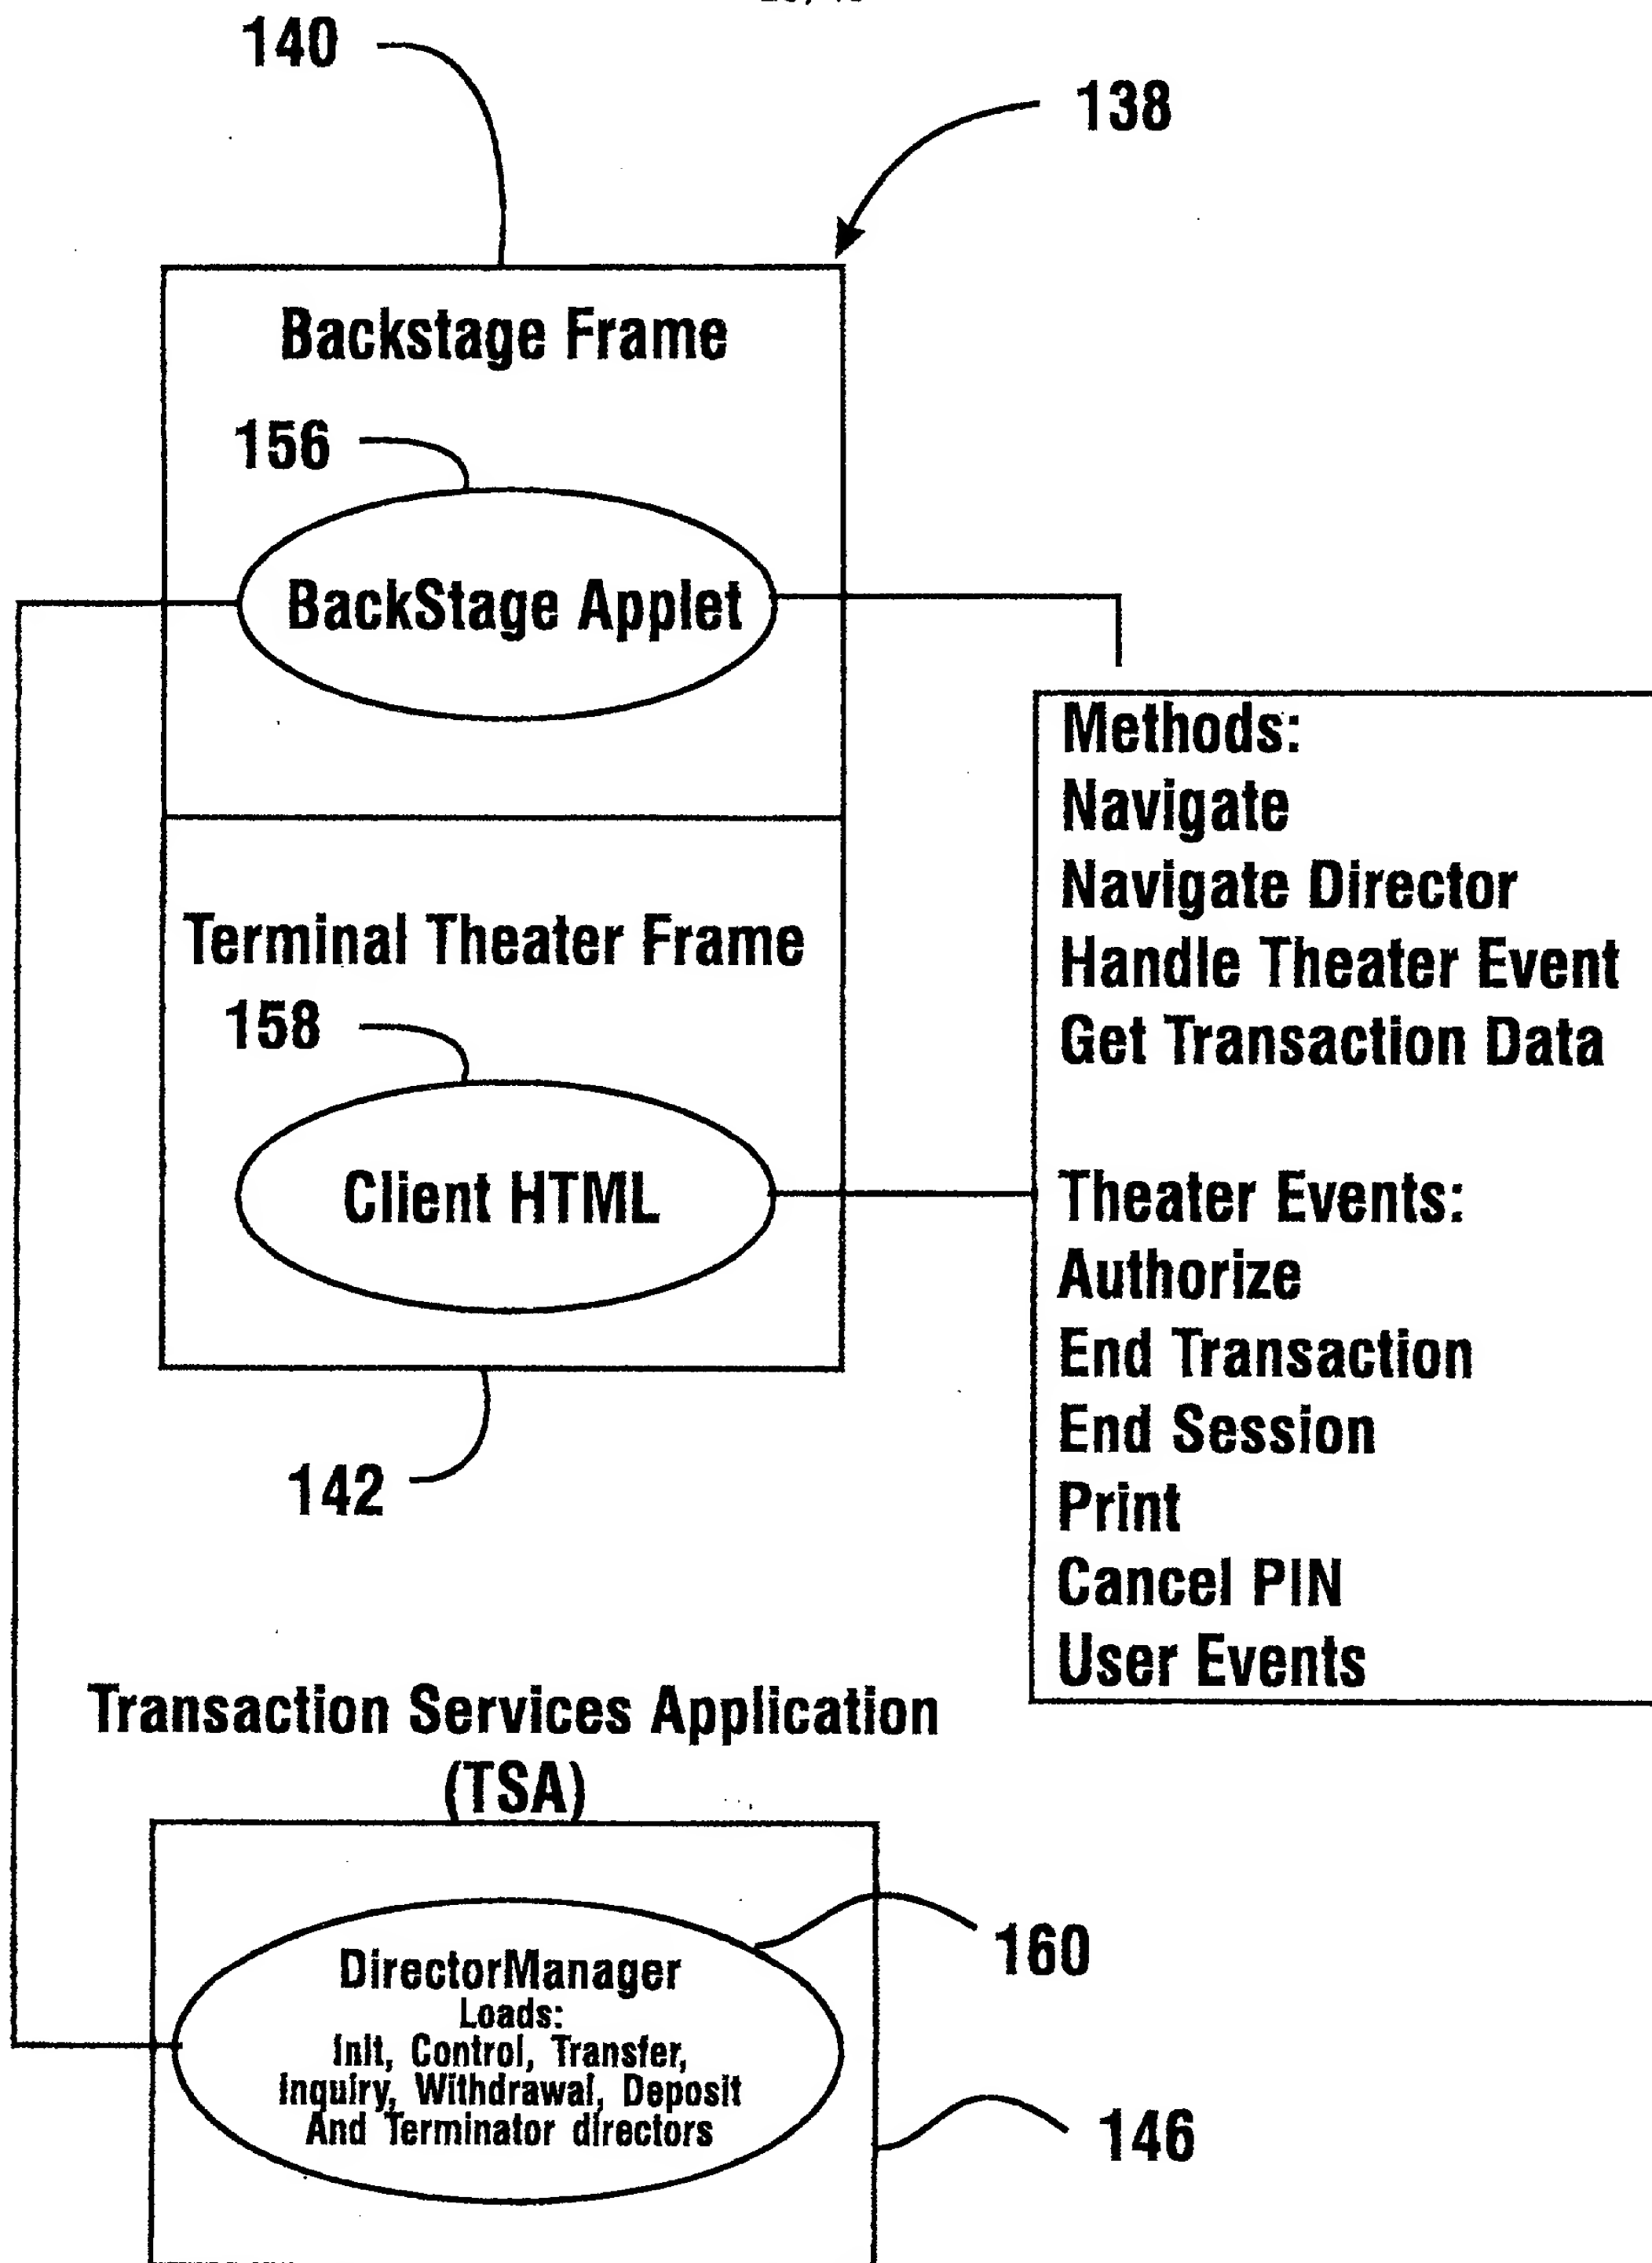 140
138
Backstage Frame
156
BackStage Applet
Methods:
Navigate
Navigate Director
Handle Theater Event
Get Transaction Data
Terminal Theater Frame
158
Client HTML
Theater Events:
Authorize
End Transaction
End Session
Print
Cancel PIN
User Events
142
Transaction Services Application
(TSA)
160
DirectorManager
Loads:
Init, Control, Transfer,
Inquiry, Withdrawal, Deposit
And Terminator directors
146